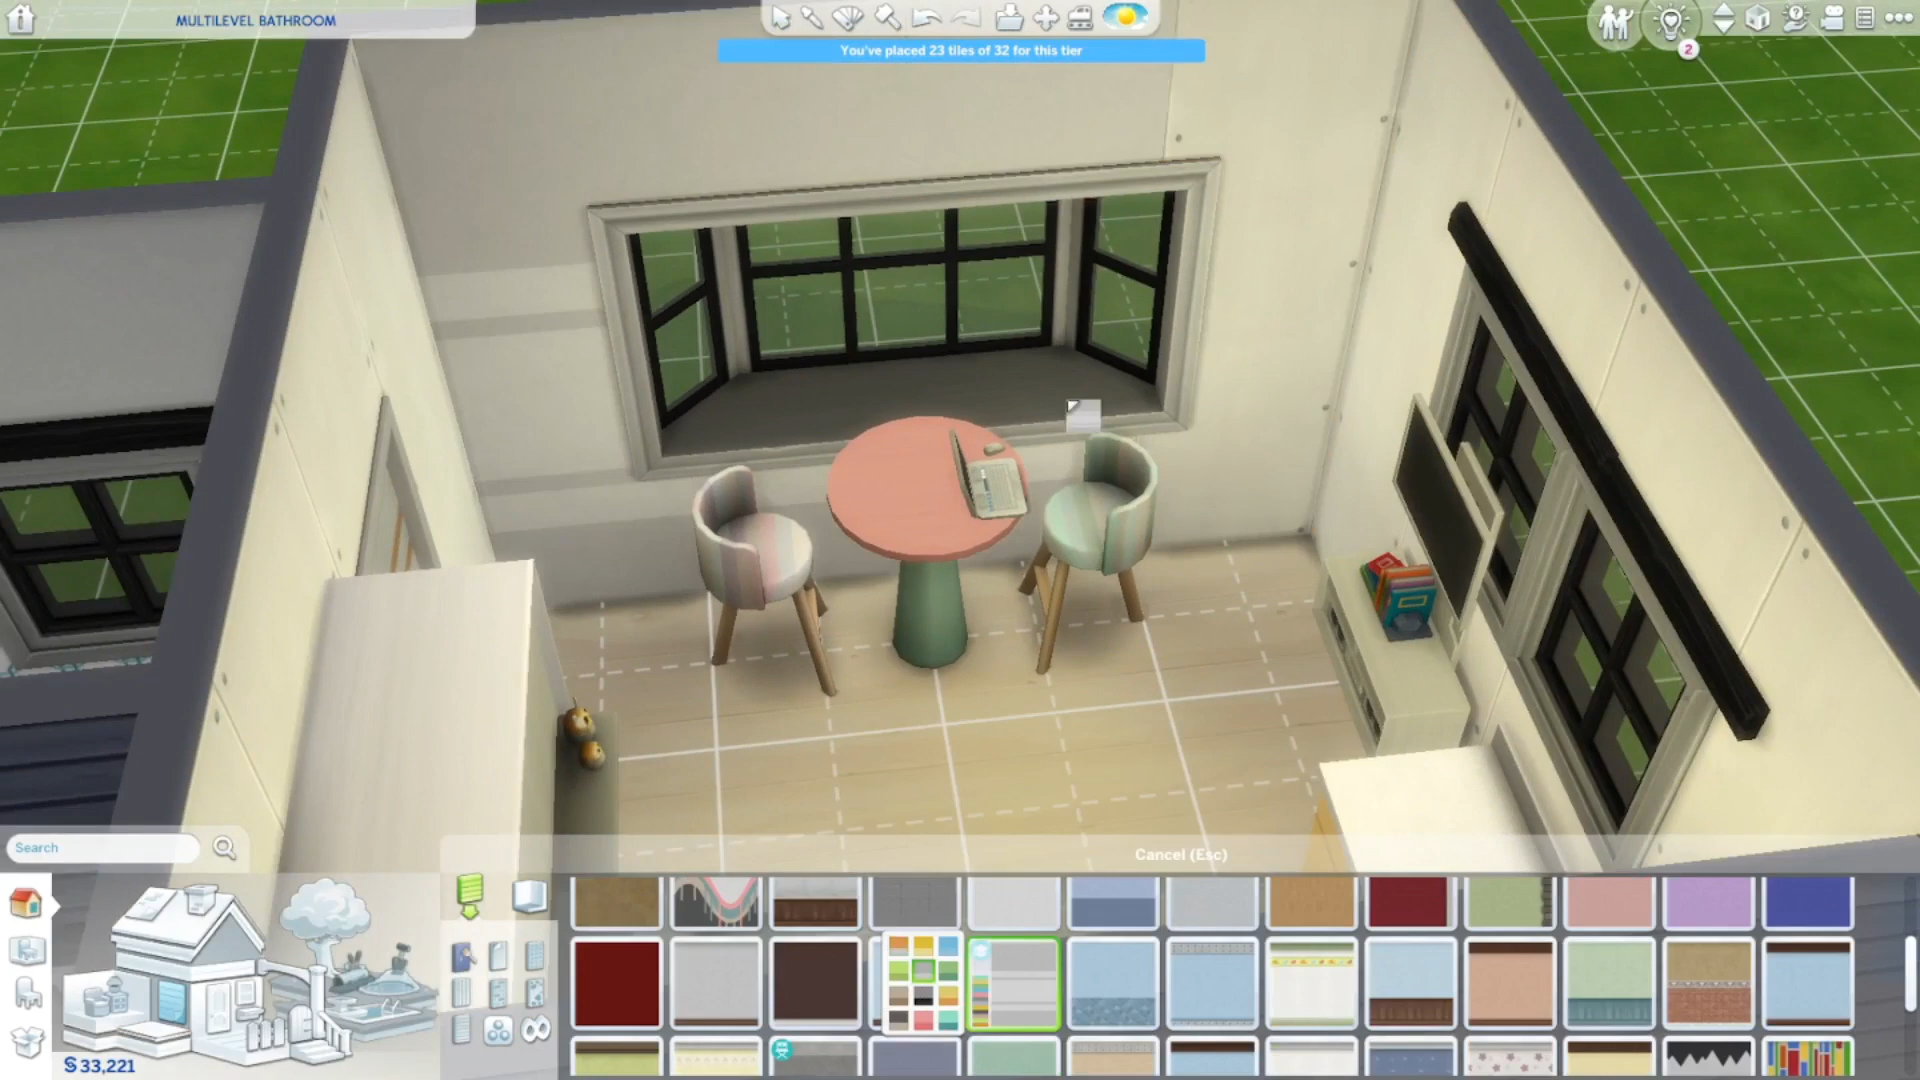 MULTILEVEL BATHROOM
You've placed 23 tiles of 32 for this tier
2
Cancel (Esc)
Search
§33,221